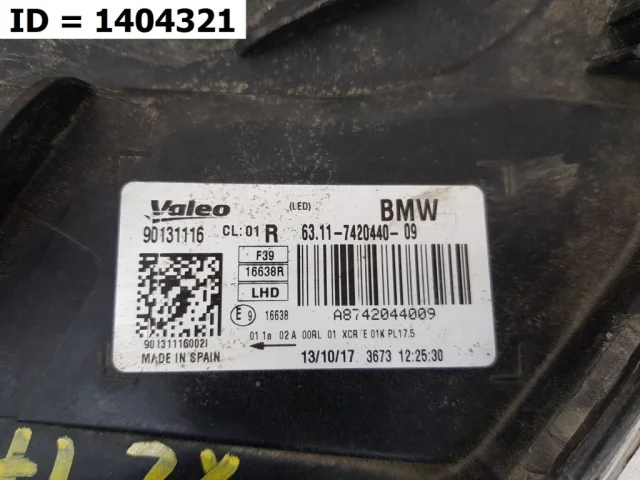 ID = 1404321
Valeo (LED) BMW
90131116 CL: 01 R 63.11-7420440-09
F39
16638R
LHD
A8742044009
E 9 16638
01 1a 02 A 00RL 01 XCR E 01K PL17.5
90131116002I
MADE IN SPAIN 13/10/17 3673 12:25:30